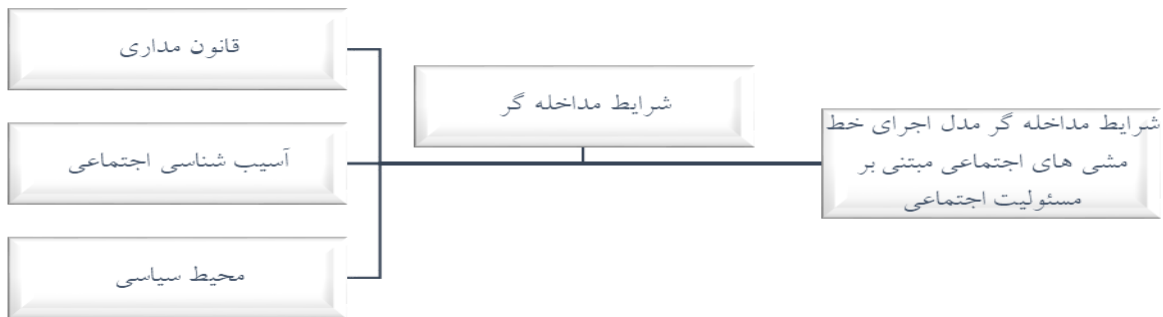 شرایط مداخله گر مدل اجرای خط
مشی های اجتماعی مبتنی بر
مسئولیت اجتماعی
شرایط مداخله گر
قانون مداری
آسیب شناسی اجتماعی
محیط سیاسی